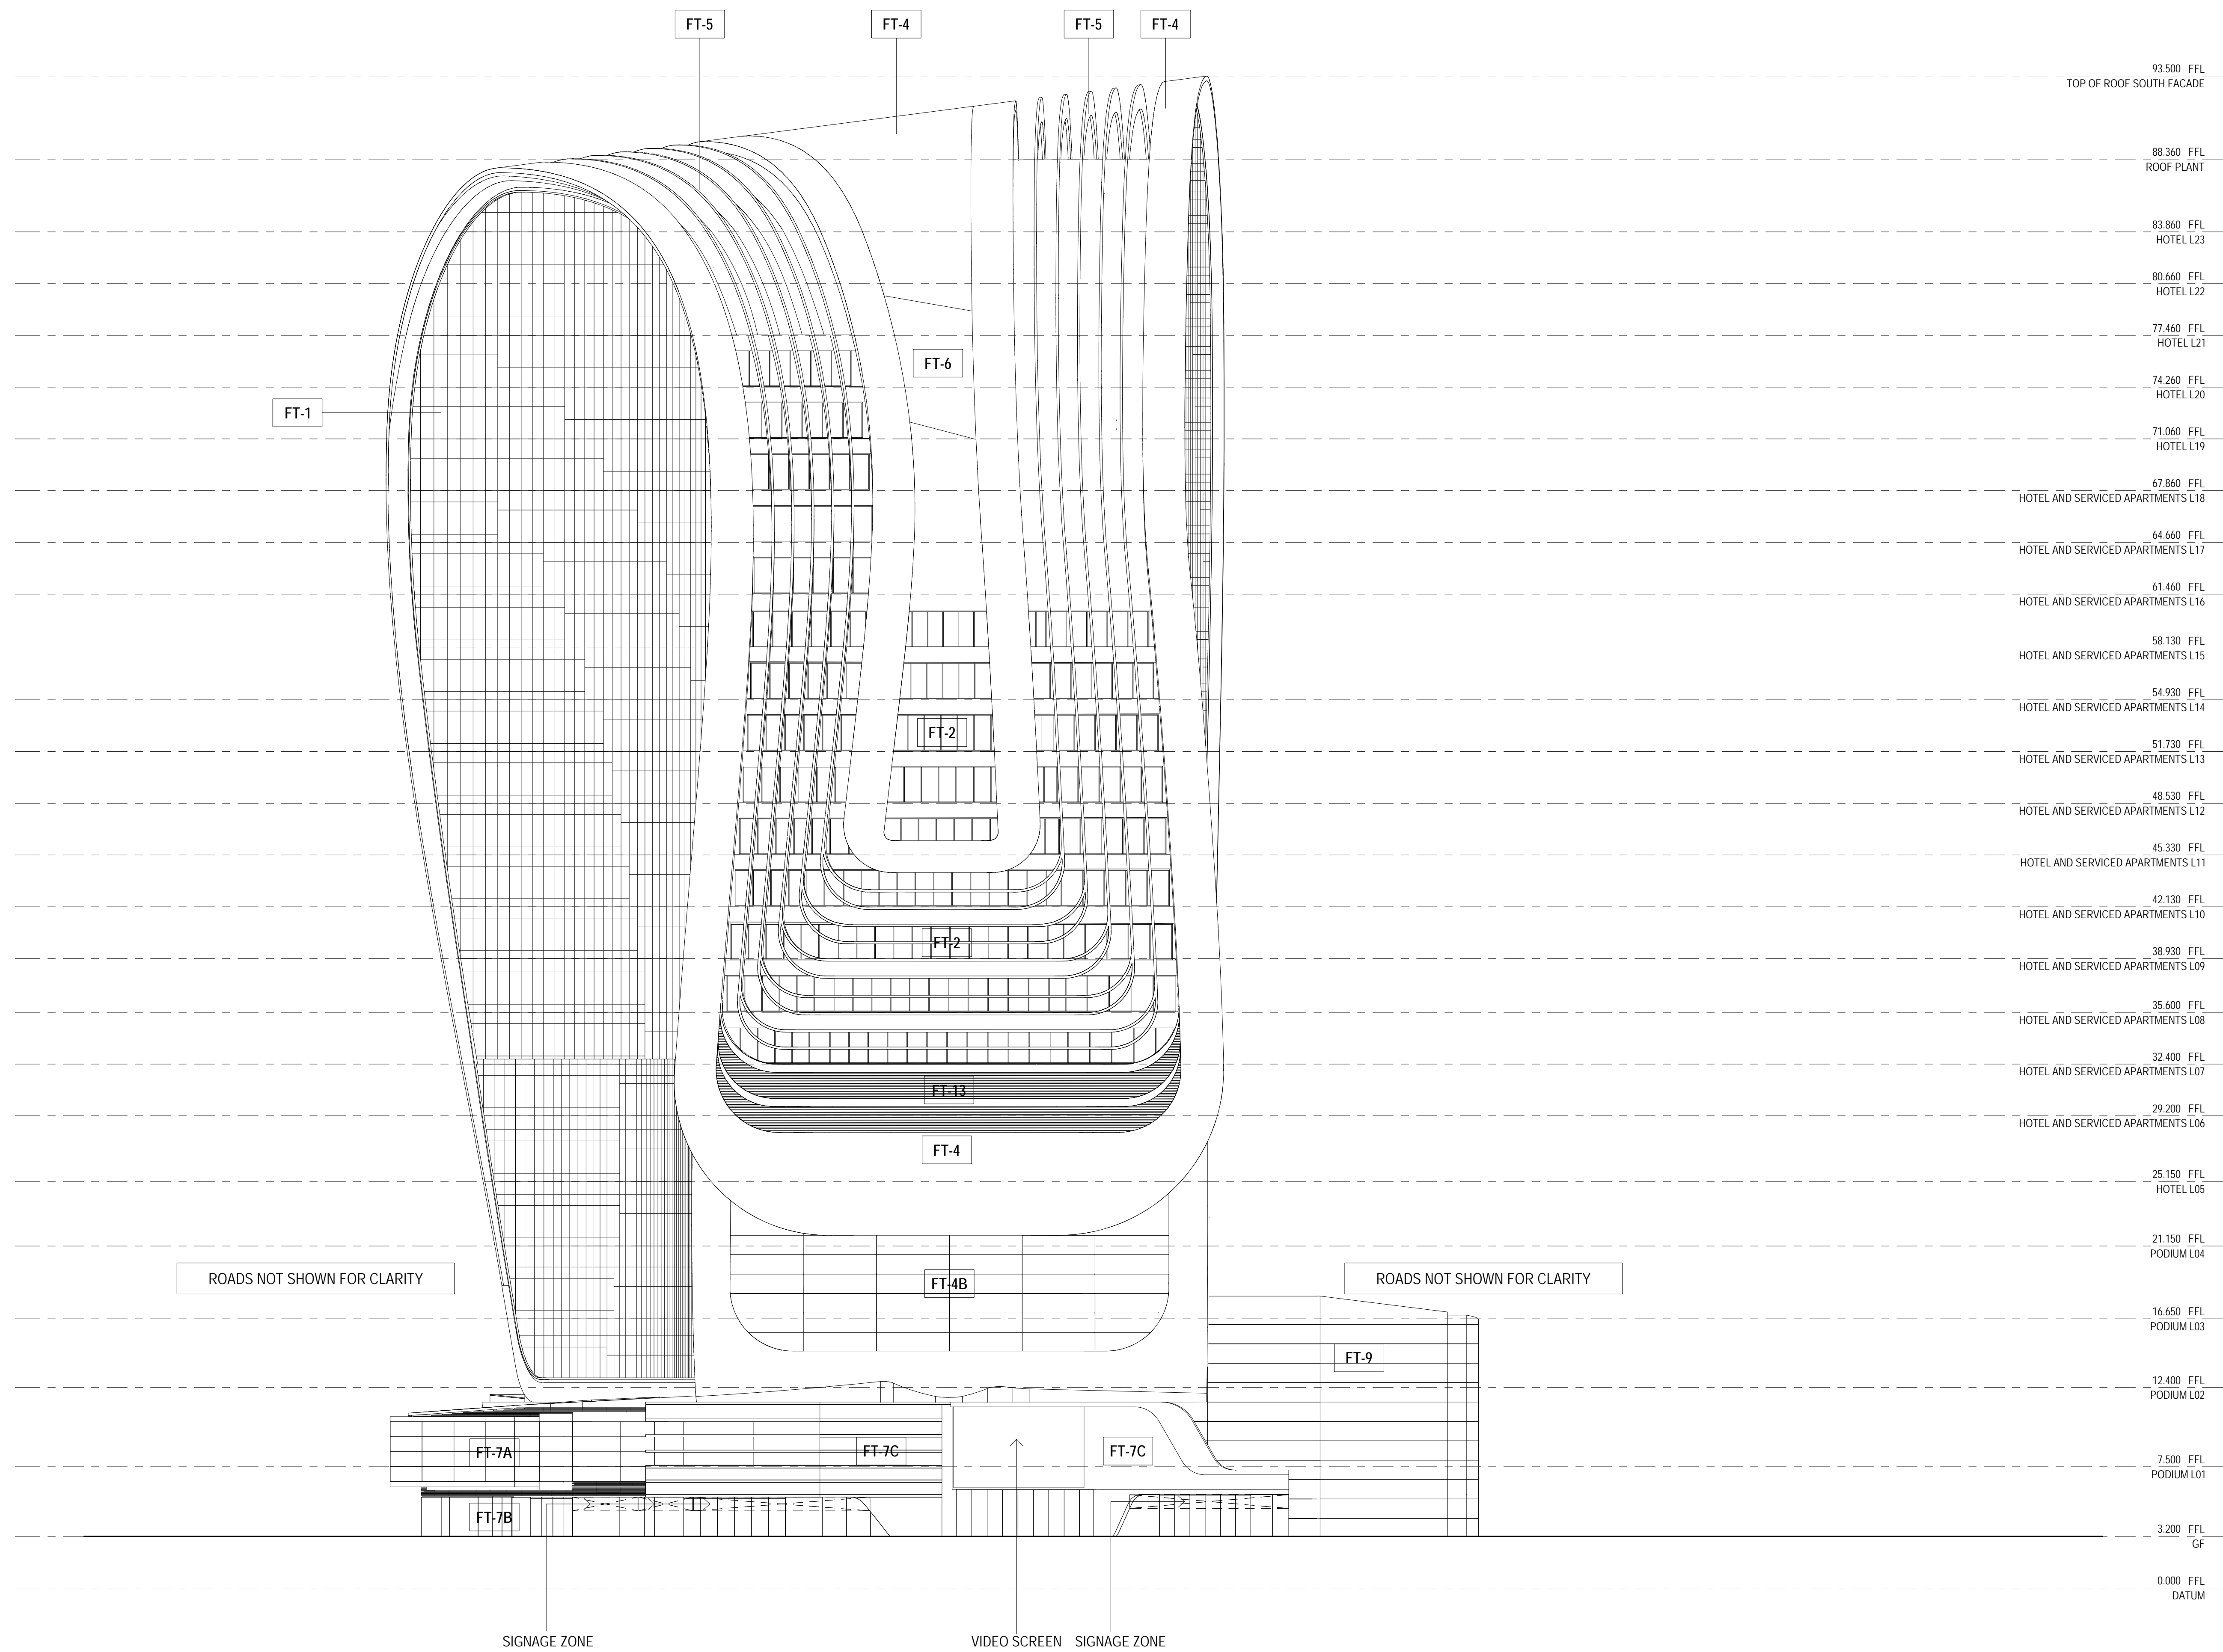 FT-5
FT-4
FT-5
FT-4
93.500 FFL
TOP OF ROOF SOUTH FACADE
88.360 FFL
ROOF PLANT
83.860 FFL
HOTEL L23
80.660 FFL
HOTEL L22
77.460 FFL
HOTEL L21
FT-6
74.260 FFL
HOTEL L20
FT-1
71.060 FFL
HOTEL L19
67.860 FFL
HOTEL AND SERVICED APARTMENTS L18
64.660 FFL
HOTEL AND SERVICED APARTMENTS L17
61.460 FFL
HOTEL AND SERVICED APARTMENTS L16
58.130 FFL
HOTEL AND SERVICED APARTMENTS L15
54.930 FFL
HOTEL AND SERVICED APARTMENTS L14
FT-2
51.730 FFL
HOTEL AND SERVICED APARTMENTS L13
48.530 FFL
HOTEL AND SERVICED APARTMENTS L12
45.330 FFL
HOTEL AND SERVICED APARTMENTS L11
42.130 FFL
HOTEL AND SERVICED APARTMENTS L10
FT-2
38.930 FFL
HOTEL AND SERVICED APARTMENTS L09
35.600 FFL
HOTEL AND SERVICED APARTMENTS L08
32.400 FFL
HOTEL AND SERVICED APARTMENTS L07
FT-13
29.200 FFL
HOTEL AND SERVICED APARTMENTS L06
FT-4
25.150 FFL
HOTEL L05
21.150 FFL
PODIUM L04
ROADS NOT SHOWN FOR CLARITY
FT-4B
ROADS NOT SHOWN FOR CLARITY
16.650 FFL
PODIUM L03
FT-9
12.400 FFL
PODIUM L02
FT-7A
FT-7C
FT-7C
7.500 FFL
PODIUM L01
FT-7B
3.200 FFL
GF
0.000 FFL
DATUM
SIGNAGE ZONE
VIDEO SCREEN
SIGNAGE ZONE